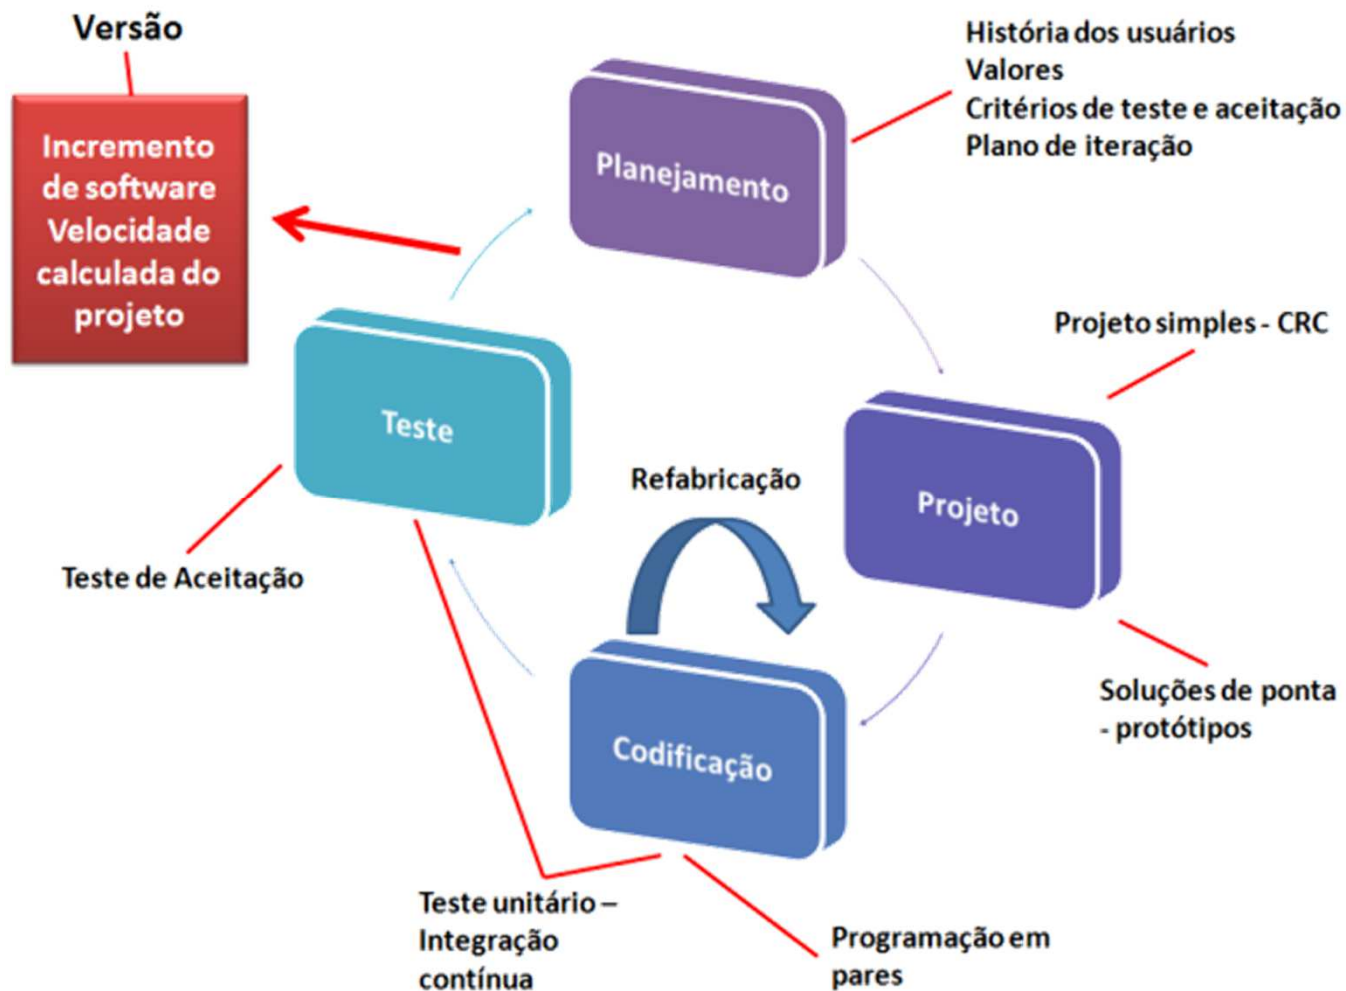 Versão
Incremento
de software
Velocidade
calculada do
projeto
História dos usuários
Valores
Critérios de teste e aceitação
Plano de iteração
Planejamento
Projeto simples - CRC
Teste
Refabricação
Projeto
Teste de Aceitação
Soluções de ponta
- protótipos
Codificação
Teste unitário –
Integração
contínua
Programação em
pares